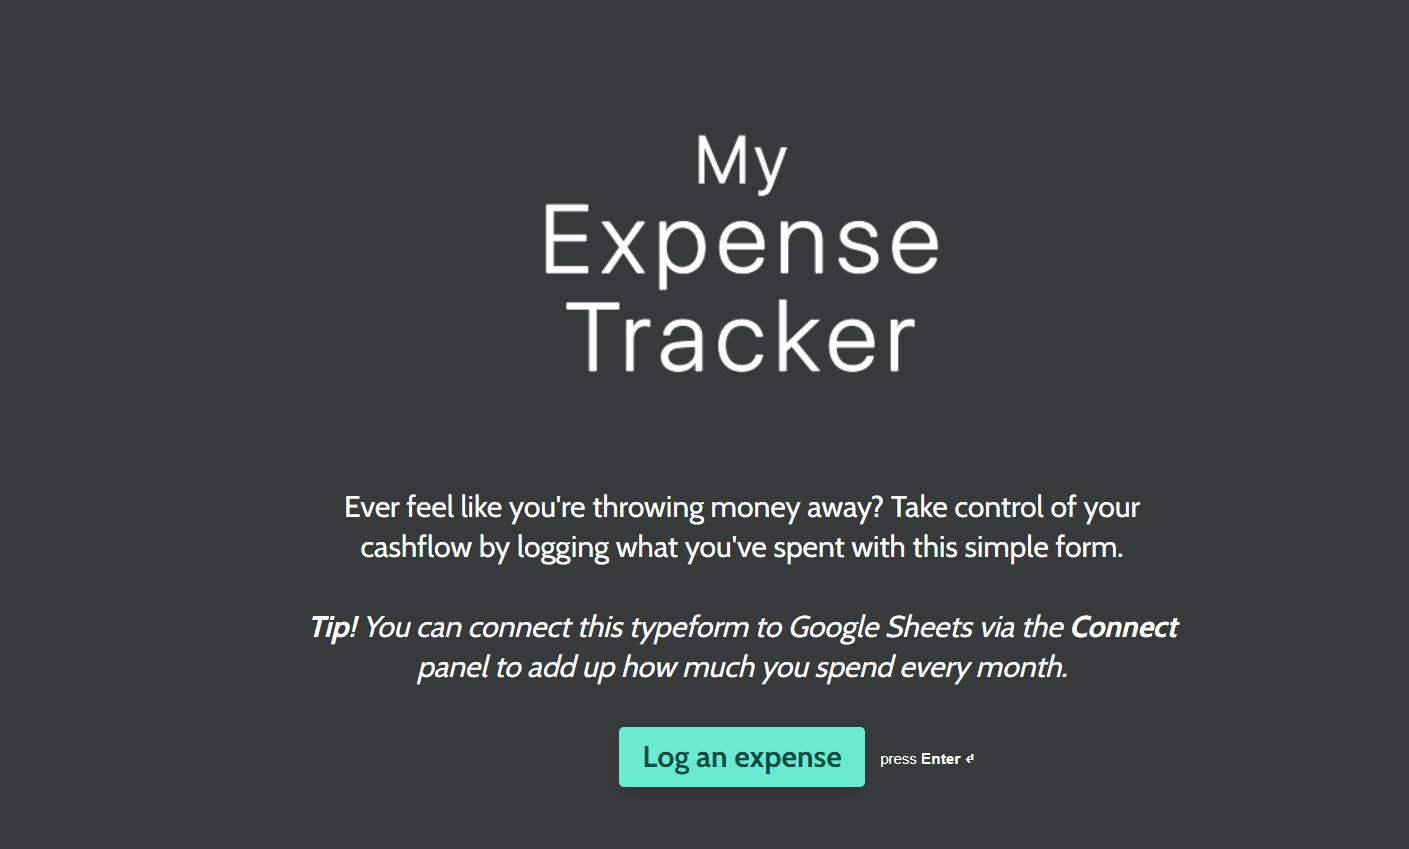 My
Expense
Tracker
Ever feel like you're throwing money away? Take control of your
cashflow by logging what you've spent with this simple form.
Tip! You can connect this typeform to Google Sheets via the Connect
panel to add up how much you spend every month.
Log an expense
press Enter ↵